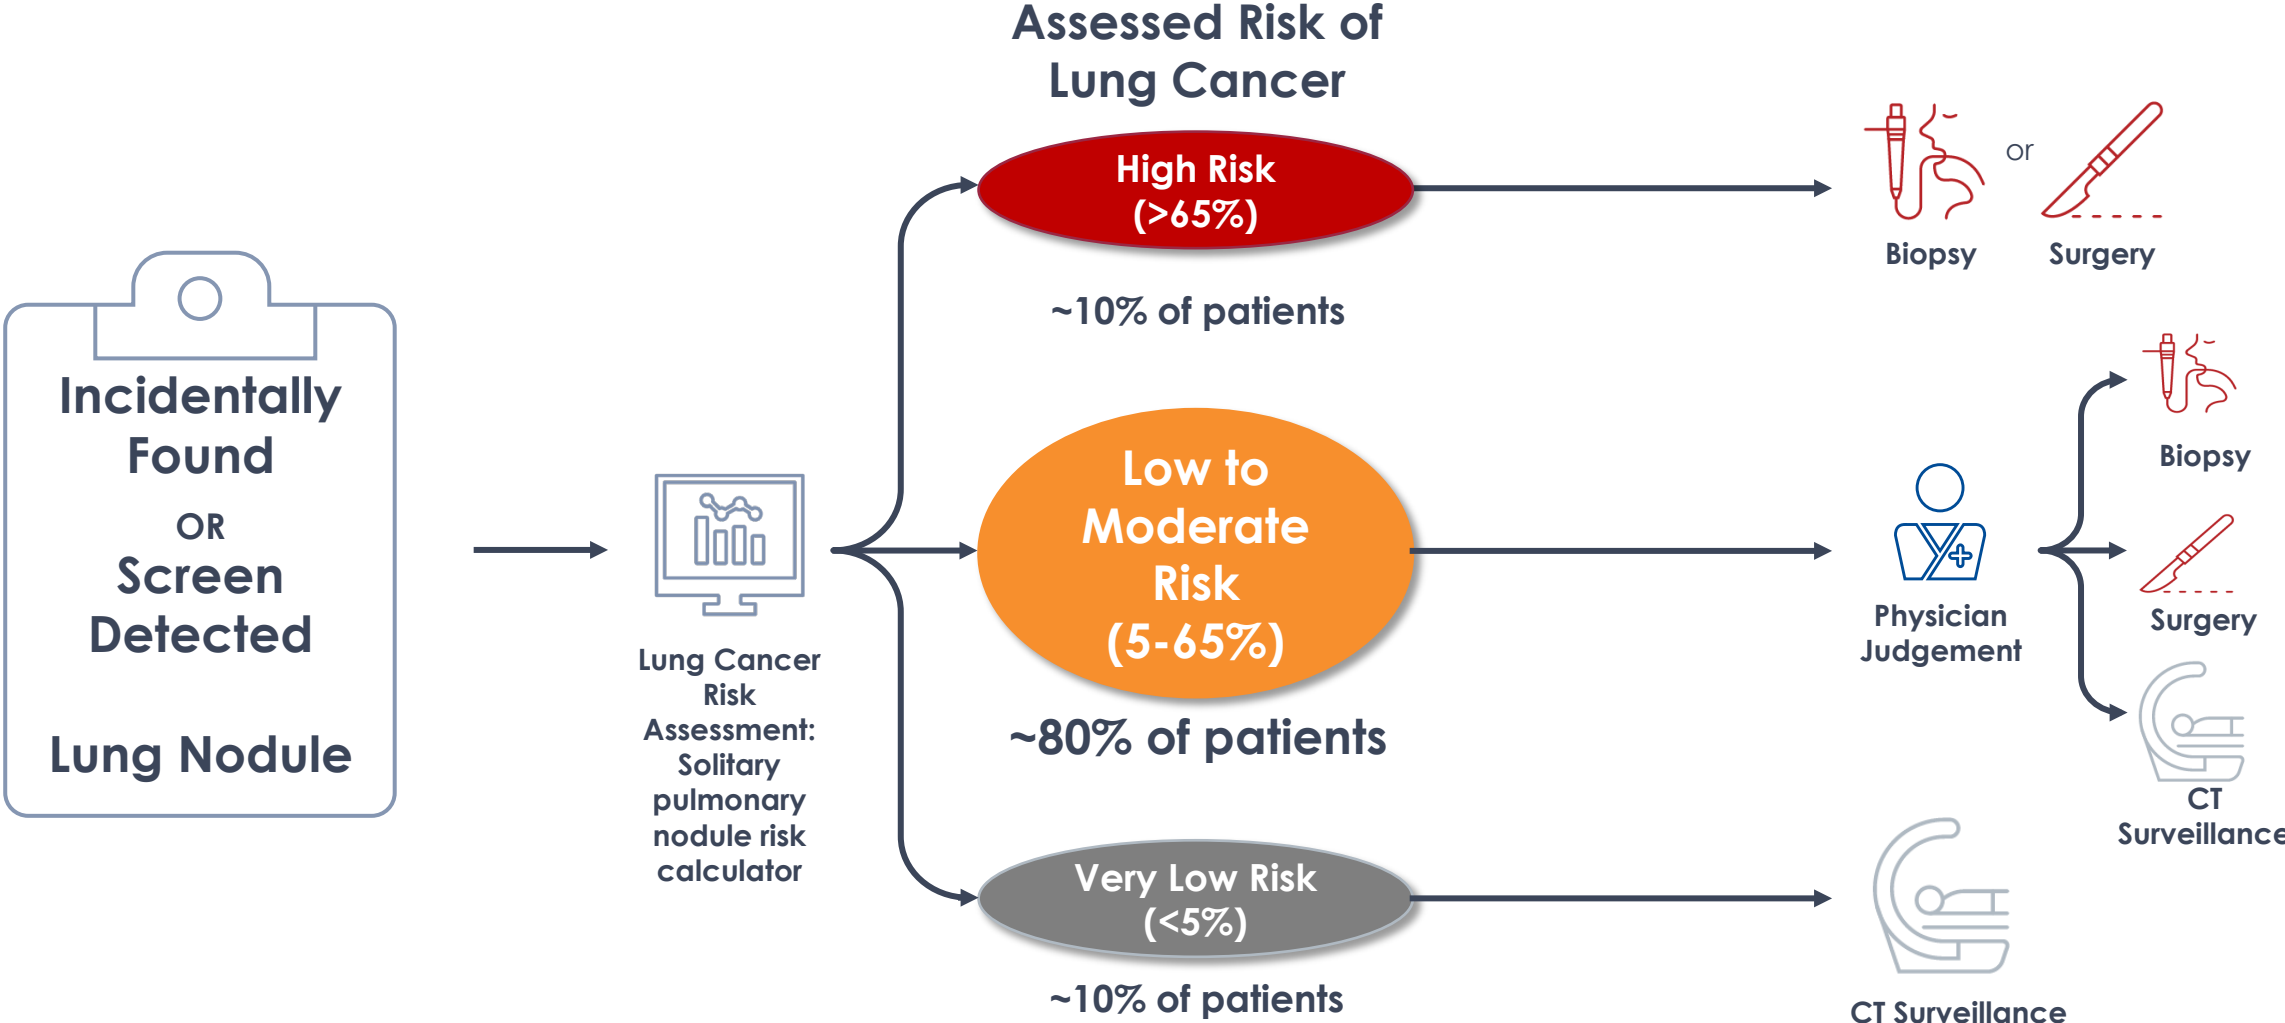 Assessed Risk of
Lung Cancer
Incidentally
Found
OR
Screen
Detected
Lung Nodule
Lung Cancer
Risk
Assessment:
Solitary
pulmonary
nodule risk
calculator
High Risk
(>65%)
~10% of patients
Low to
Moderate
Risk
(5-65%)
~80% of patients
Very Low Risk
(<5%)
~10% of patients
or
Biopsy
Surgery
Physician
Judgement
Biopsy
Surgery
CT
Surveillance
CT Surveillance